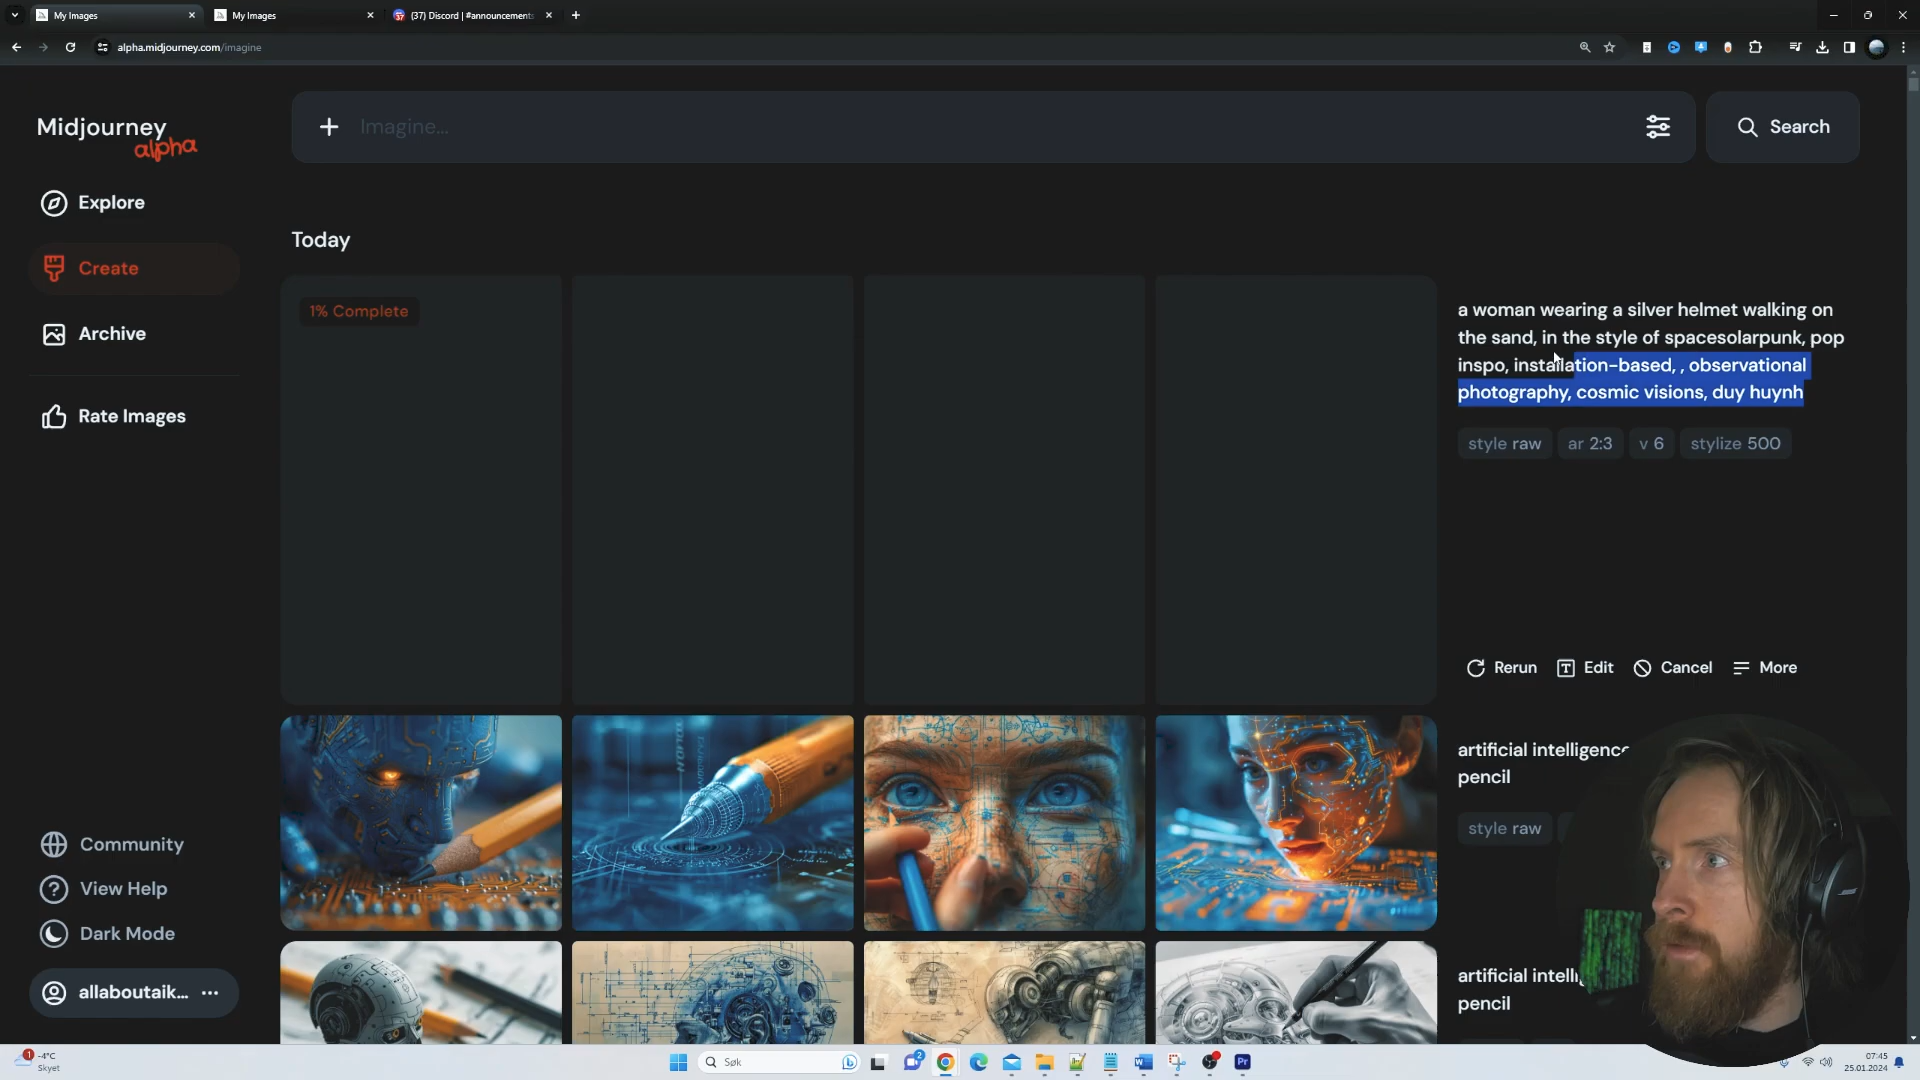 My Images
My Images
(37) Discord | #announcements
alpha.midjourney.com/imagine
Midjourney
alpha
Imagine...
Search
Explore
Create
Archive
Rate Images
Today
1% Complete
a woman wearing a silver helmet walking on
the sand, in the style of spacesolarpunk, pop
inspo, installation-based, , observational
photography, cosmic visions, duy huynh
style raw
ar 2:3
v 6
stylize 500
Rerun
Edit
Cancel
More
artificial intelligence
pencil
style raw
pencil
Community
View Help
Dark Mode
allaboutaik...
1
-4°C
Skyet
Søk
2
Pr
07:45
25.01.2024